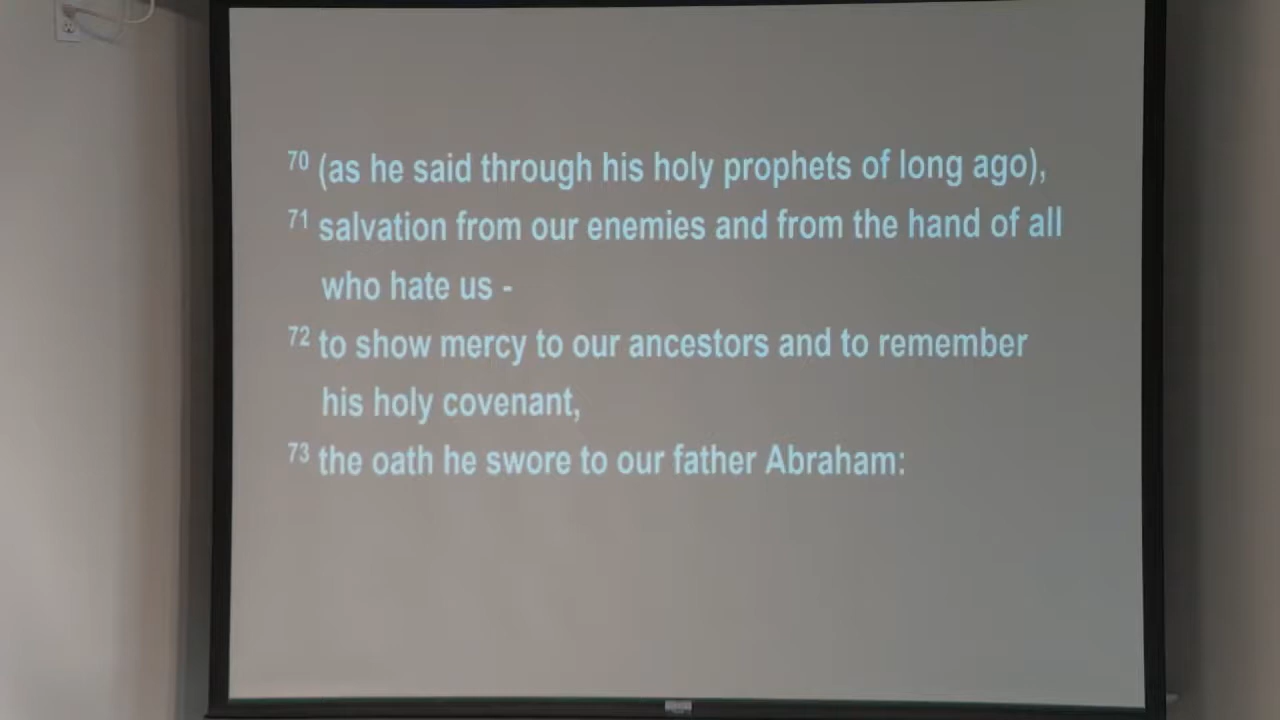 70 (as he said through his holy prophets of long ago),
71 salvation from our enemies and from the hand of all
who hate us -
72 to show mercy to our ancestors and to remember
his holy covenant,
73 the oath he swore to our father Abraham: